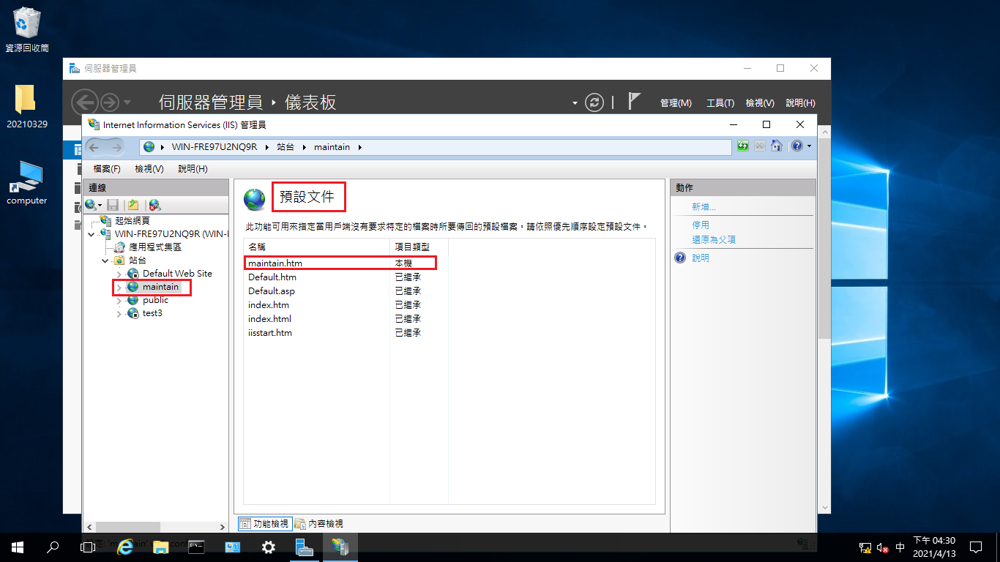 資源回收筒
20210329
computer
伺服器管理員
伺服器管理員 儀表板
管理(M) 工具(T) 檢視(V) 說明(H)
Internet Information Services (IIS) 管理員
WIN-FRE97U2NQ9R 站台 maintain
檔案(F) 檢視(V) 說明(H)
連線
起始網頁
WIN-FRE97U2NQ9R (WIN-I
應用程式集區
站台
Default Web Site
maintain
public
test3
預設文件
此功能可用來指定當用戶端沒有要求特定的檔案時所要傳回的預設檔案。請依照優先順序設定預設文件。
名稱 項目類型
maintain.htm 本機
Default.htm 已繼承
Default.asp 已繼承
index.htm 已繼承
index.html 已繼承
iisstart.htm 已繼承
功能檢視 內容檢視
動作
新增...
停用
還原為父項
說明
中
下午 04:30
2021/4/13